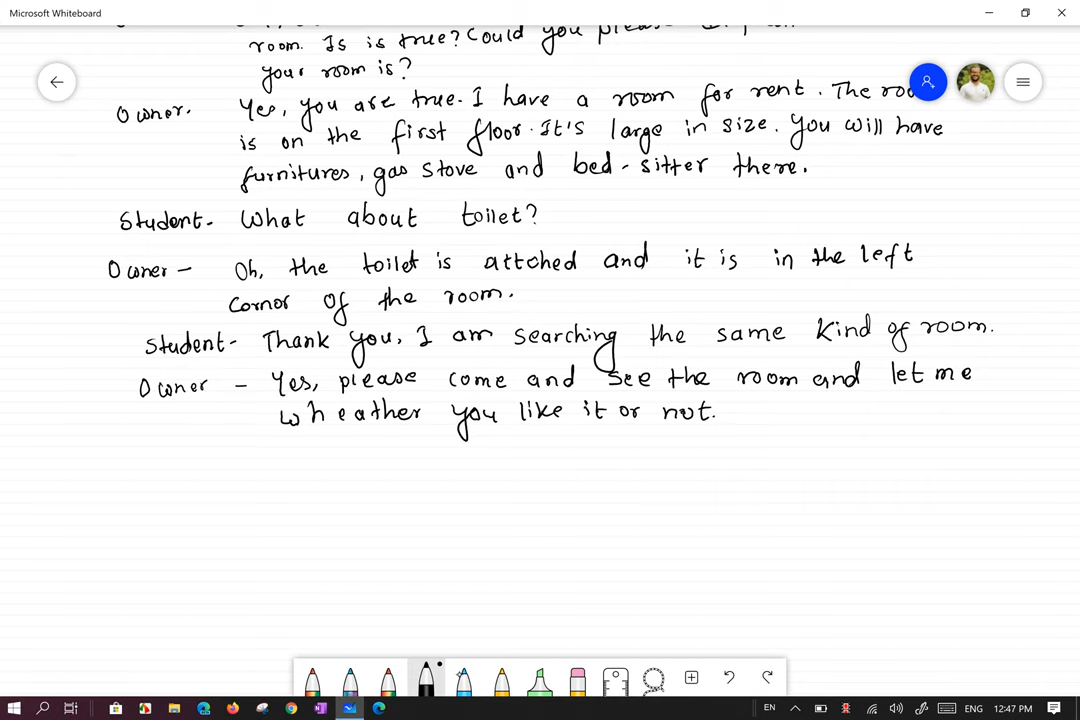 Microsoft Whiteboard
room. Is is true? Could you please
your room is?
Owner. Yes, you are true. I have a room for rent. The roo
is on the first floor. It's large in size. You will have
furnitures, gas stove and bed-sitter there.
Student- What about toilet?
Owner- Oh, the toilet is attched and it is in the left
cornor of the room.
Student- Thank you, I am searching the same kind of room.
Owner - Yes, please come and see the room and let me
wheather you like it or not.
EN
ENG
12:47 PM